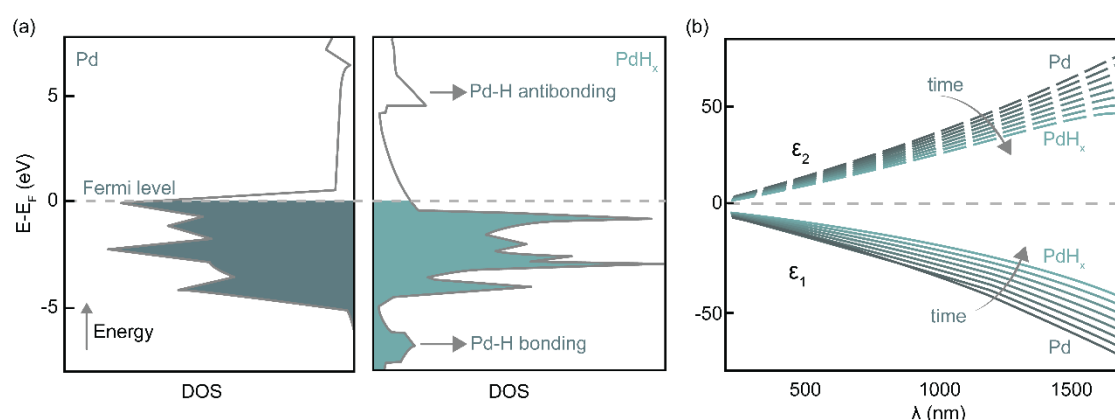 (a)
Pd
PdHₓ
Pd-H antibonding
Fermi level
Pd-H bonding
Energy
E-E_F (eV)
5
0
-5
DOS
DOS
(b)
Pd
time
PdHₓ
ε₂
ε₁
PdHₓ
time
Pd
50
0
-50
500
1000
1500
λ (nm)